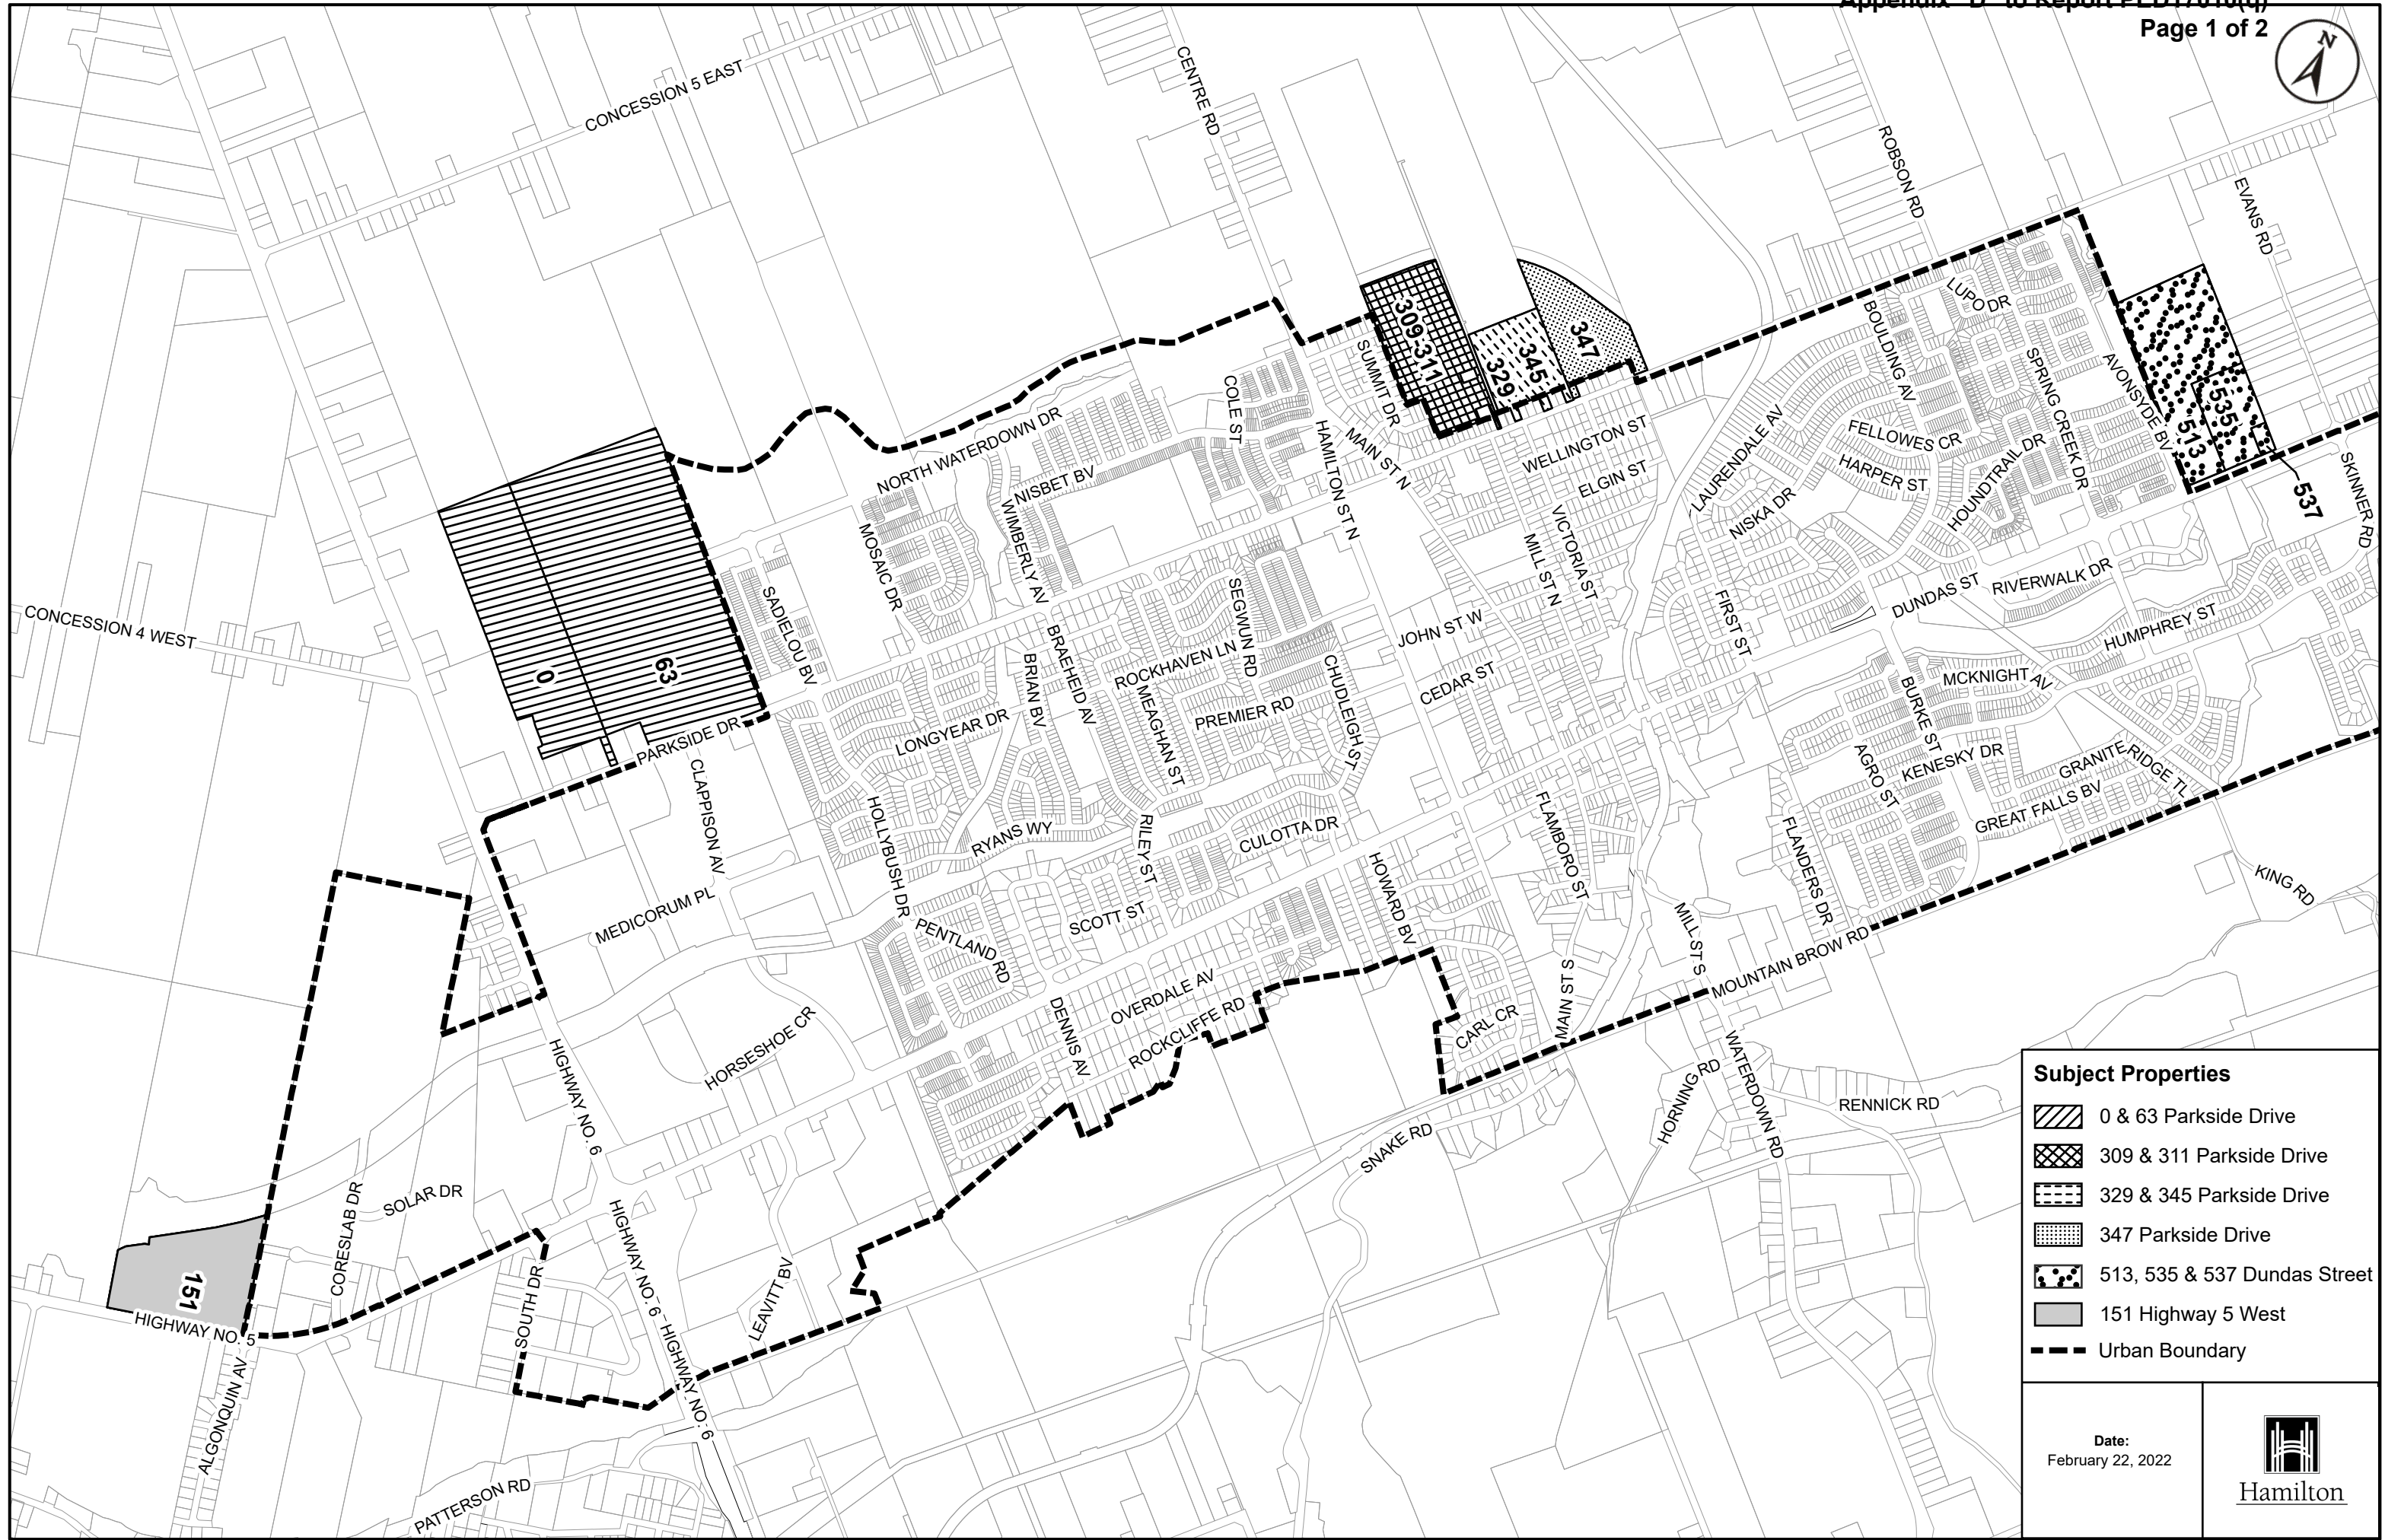 Appendix "D" to Report PED17010(q)
Page 1 of 2
N
CONCESSION 5 EAST
CENTRE RD
ROBSON RD
EVANS RD
LUPO DR
BOULDING AV
SPRING CREEK DR
AVONSYDE BV
309-311
329
345
347
513
535
537
SKINNER RD
SUMMIT DR
COLE ST
HAMILTON ST N
MAIN ST N
WELLINGTON ST
ELGIN ST
LAURENDALE AV
FELLOWES CR
HARPER ST
HOUNDTRAIL DR
NISKA DR
NORTH WATERDOWN DR
NISBET BV
WIMBERLY AV
MOSAIC DR
SADIELOU BV
VICTORIA ST
MILL ST N
FIRST ST
DUNDAS ST
RIVERWALK DR
HUMPHREY ST
CONCESSION 4 WEST
0
63
PARKSIDE DR
CLAPPISON AV
LONGYEAR DR
BRIAN BV
BRAEHEID AV
ROCKHAVEN LN
SEGWUN RD
MEAGHAN ST
PREMIER RD
CHUDLEIGH ST
JOHN ST W
CEDAR ST
MCKNIGHT AV
BURKE ST
AGRO ST
KENESKY DR
GRANITE RIDGE TL
GREAT FALLS BV
FLANDERS DR
FLAMBORO ST
HOLLYBUSH DR
RYANS WY
RILEY ST
CULOTTA DR
HOWARD BV
MEDICORUM PL
PENTLAND RD
SCOTT ST
MILL ST S
MAIN ST S
MOUNTAIN BROW RD
KING RD
DENNIS AV
OVERDALE AV
ROCKCLIFFE RD
CARL CR
HORSESHOE CR
HIGHWAY NO. 6
HORNING RD
WATERDOWN RD
RENNICK RD
SNAKE RD
CORESLAB DR
SOLAR DR
151
HIGHWAY NO. 5
SOUTH DR
HIGHWAY NO. 6
HIGHWAY NO. 6
LEAVITT BV
ALGONQUIN AV
PATTERSON RD
Subject Properties
0 & 63 Parkside Drive
309 & 311 Parkside Drive
329 & 345 Parkside Drive
347 Parkside Drive
513, 535 & 537 Dundas Street
151 Highway 5 West
Urban Boundary
Date:
February 22, 2022
Hamilton